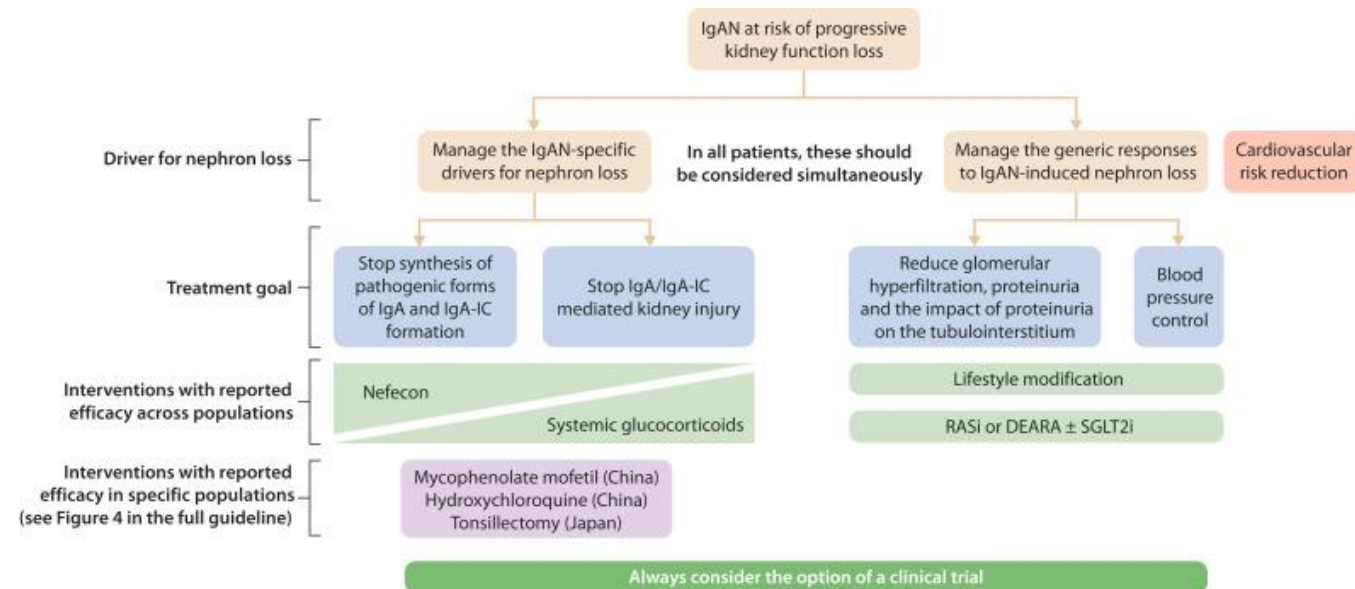 IgAN at risk of progressive
kidney function loss
Driver for nephron loss
Manage the IgAN-specific
drivers for nephron loss
In all patients, these should
be considered simultaneously
Manage the generic responses
to IgAN-induced nephron loss
Cardiovascular
risk reduction
Treatment goal
Stop synthesis of
pathogenic forms
of IgA and IgA-IC
formation
Stop IgA/IgA-IC
mediated kidney injury
Reduce glomerular
hyperfiltration, proteinuria
and the impact of proteinuria
on the tubulointerstitium
Blood
pressure
control
Interventions with reported
efficacy across populations
Nefecon
Systemic glucocorticoids
Lifestyle modification
RASi or DEARA ± SGLT2i
Interventions with reported
efficacy in specific populations
(see Figure 4 in the full guideline)
Mycophenolate mofetil (China)
Hydroxychloroquine (China)
Tonsillectomy (Japan)
Always consider the option of a clinical trial